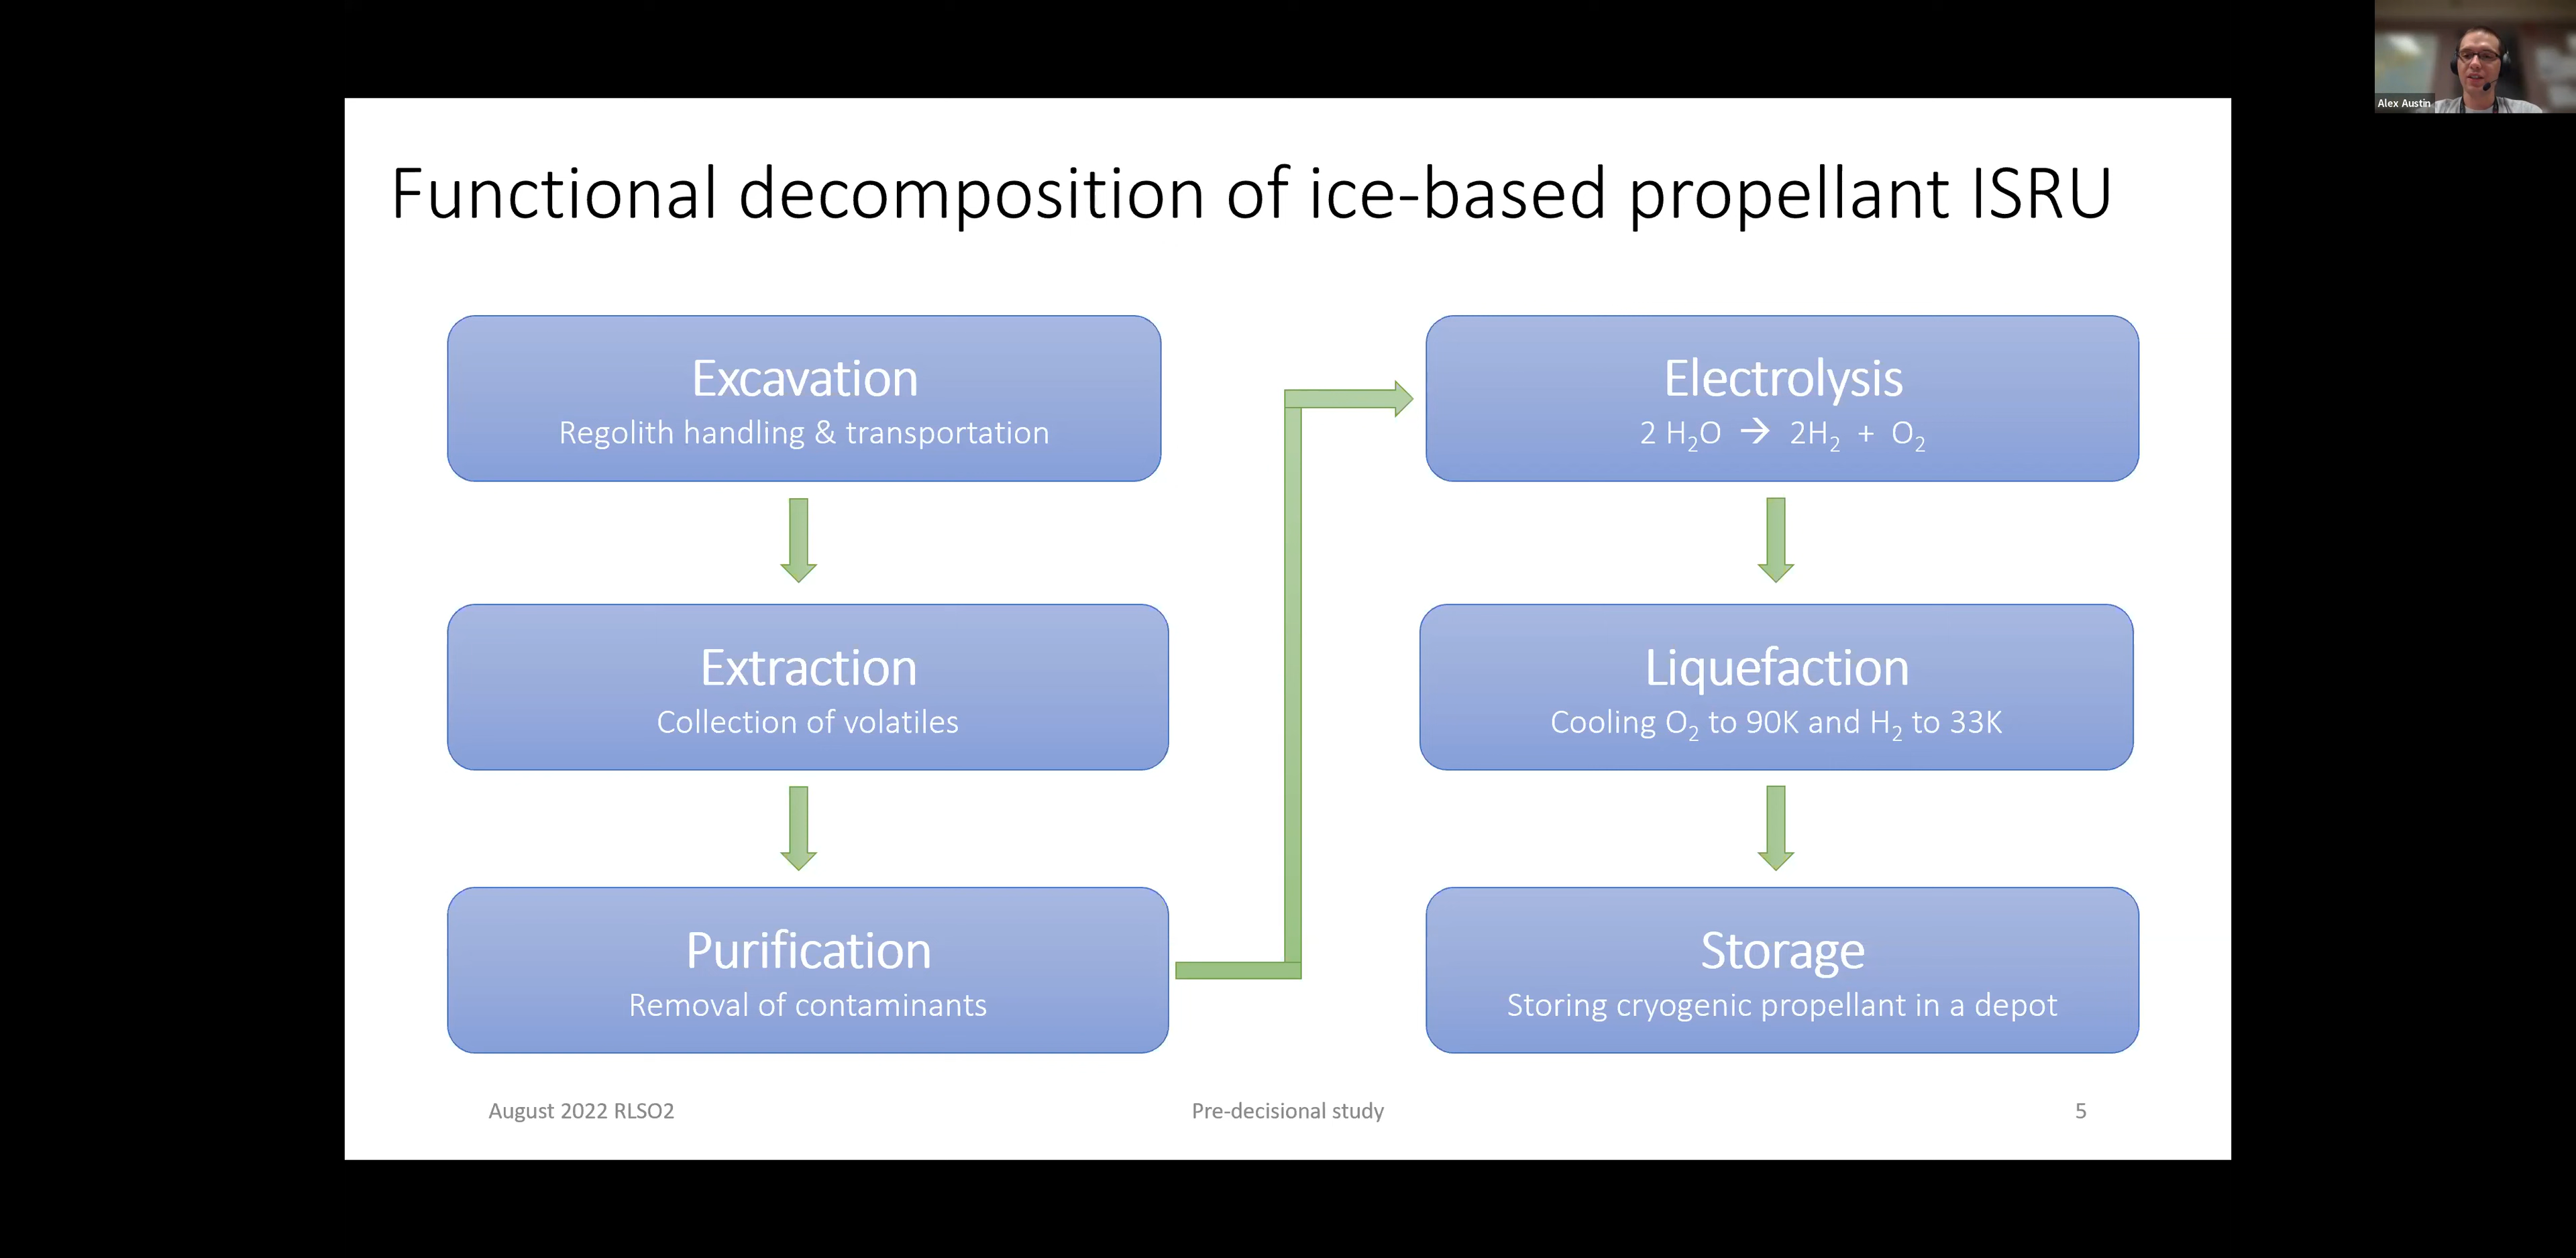 Alex Austin
Functional decomposition of ice-based propellant ISRU
Excavation
Regolith handling & transportation
Extraction
Collection of volatiles
Purification
Removal of contaminants
Electrolysis
2 H₂O → 2H₂ + O₂
Liquefaction
Cooling O₂ to 90K and H₂ to 33K
Storage
Storing cryogenic propellant in a depot
August 2022 RLSO2
Pre-decisional study
5